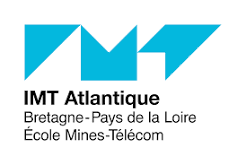 IMT Atlantique
Bretagne-Pays de la Loire
École Mines-Télécom